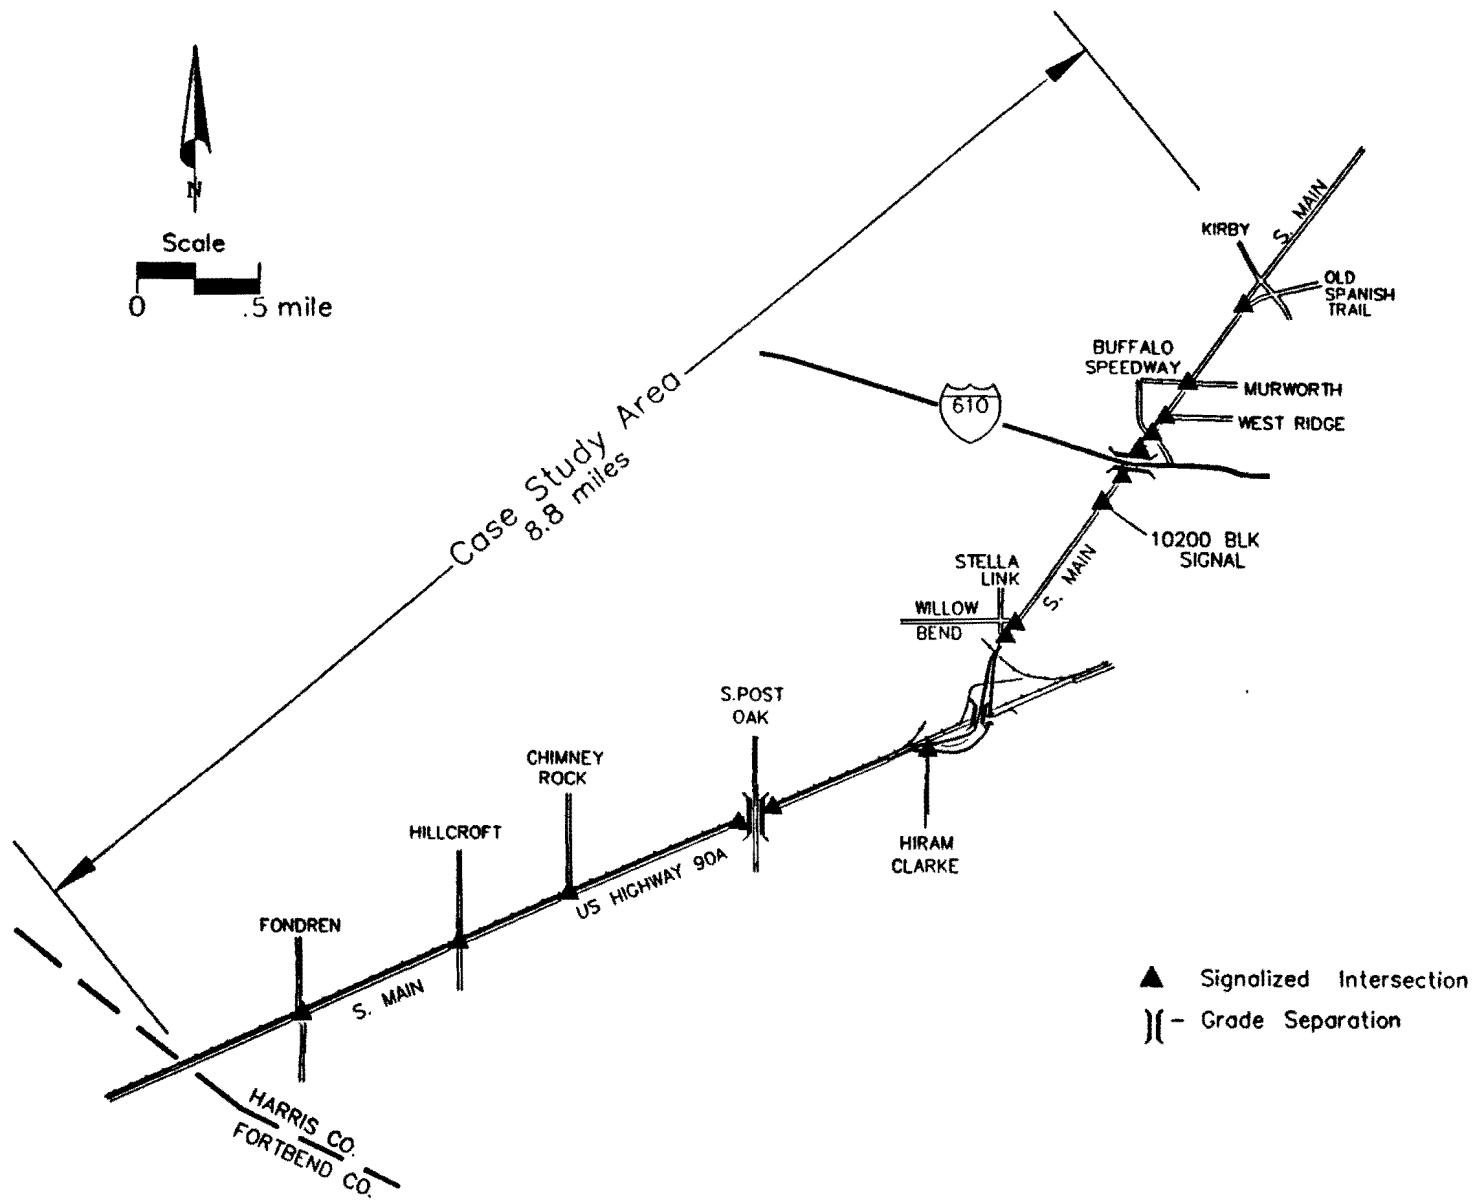 N
Scale
0 .5 mile
Case Study Area
8.8 miles
S. MAIN
KIRBY
OLD
SPANISH
TRAIL
BUFFALO
SPEEDWAY
MURWORTH
WEST RIDGE
610
10200 BLK
SIGNAL
S. MAIN
STELLA
LINK
WILLOW
BEND
S.POST
OAK
CHIMNEY
ROCK
HILLCROFT
HIRAM
CLARKE
US HIGHWAY 90A
FONDREN
S. MAIN
HARRIS CO.
FORTBEND CO.
Signalized Intersection
- Grade Separation